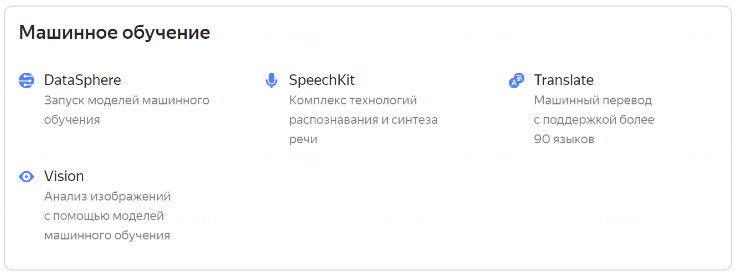 Машинное обучение
DataSphere
Запуск моделей машинного
обучения
SpeechKit
Комплекс технологий
распознавания и синтеза
речи
Translate
Машинный перевод
с поддержкой более
90 языков
Vision
Анализ изображений
с помощью моделей
машинного обучения